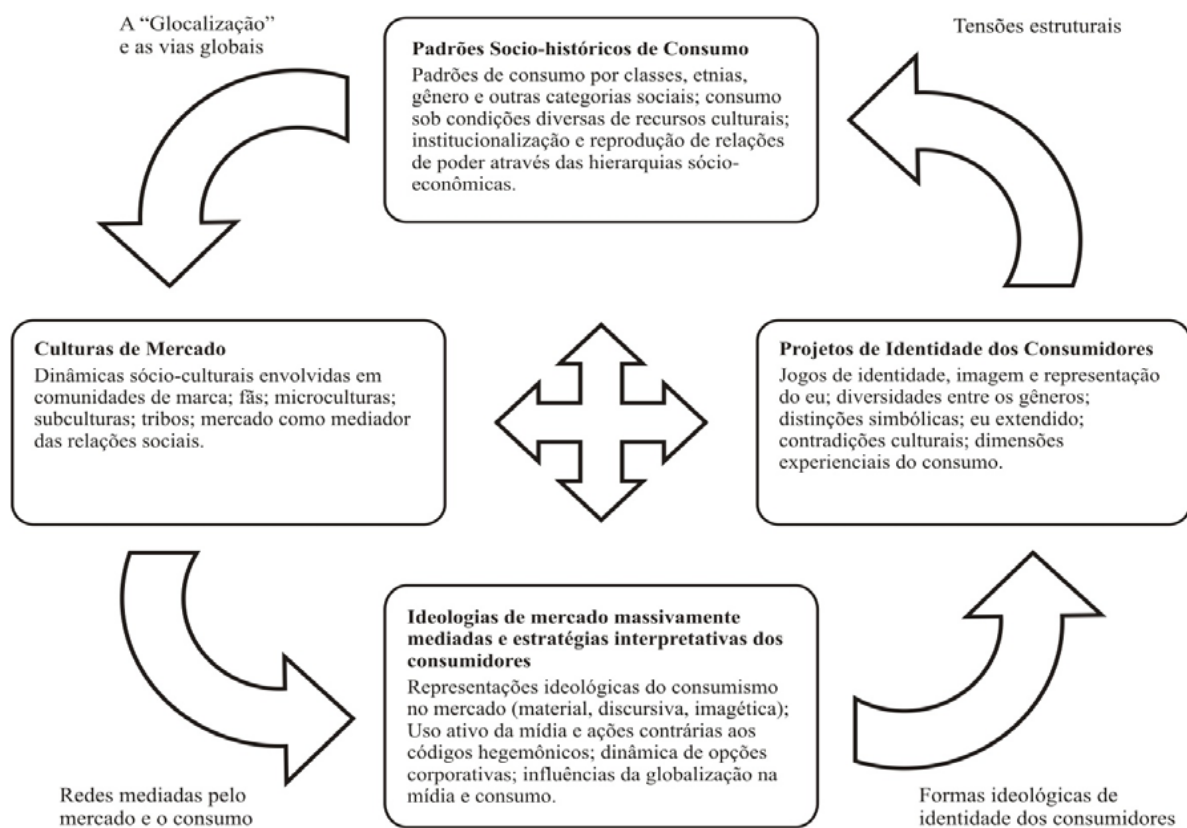 A “Glocalização”
e as vias globais
Padrões Socio-históricos de Consumo
Padrões de consumo por classes, etnias,
gênero e outras categorias sociais; consumo
sob condições diversas de recursos culturais;
institucionalização e reprodução de relações
de poder através das hierarquias sócio-
econômicas.
Tensões estruturais
Culturas de Mercado
Dinâmicas sócio-culturais envolvidas em
comunidades de marca; fãs; microculturas;
subculturas; tribos; mercado como mediador
das relações sociais.
Projetos de Identidade dos Consumidores
Jogos de identidade, imagem e representação
do eu; diversidades entre os gêneros;
distinções simbólicas; eu extendido;
contradições culturais; dimensões
experienciais do consumo.
Ideologias de mercado massivamente
mediadas e estratégias interpretativas dos
consumidores
Representações ideológicas do consumismo
no mercado (material, discursiva, imagética);
Uso ativo da mídia e ações contrárias aos
códigos hegemônicos; dinâmica de opções
corporativas; influências da globalização na
mídia e consumo.
Redes mediadas pelo
mercado e o consumo
Formas ideológicas de
identidade dos consumidores